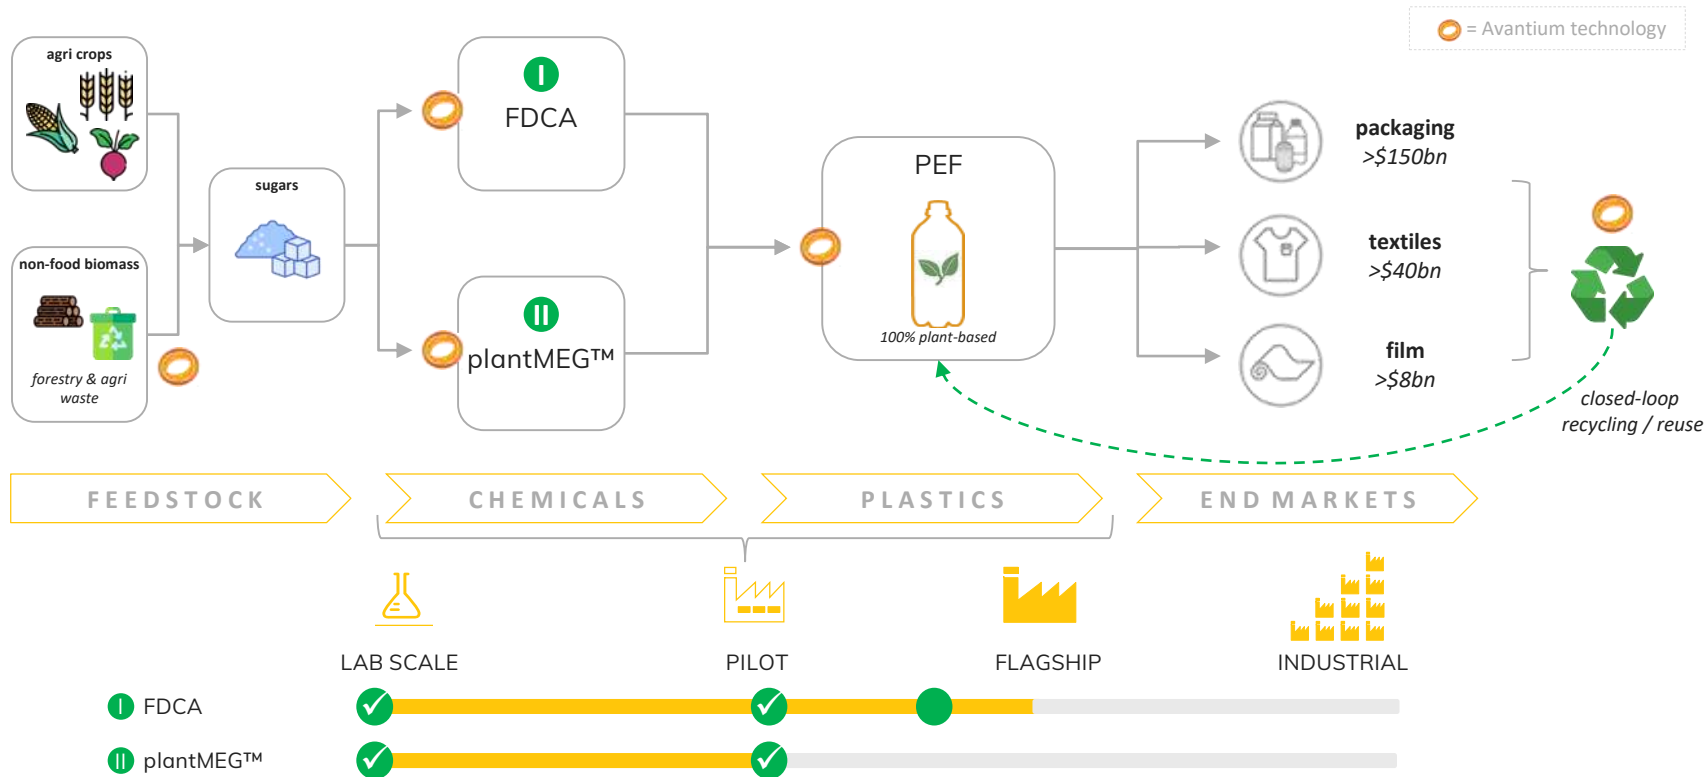 = Avantium technology
agri crops
non-food biomass
forestry & agri
waste
sugars
I
FDCA
II
plantMEG™
PEF
100% plant-based
packaging
>$150bn
textiles
>$40bn
film
>$8bn
closed-loop
recycling / reuse
FEEDSTOCK
CHEMICALS
PLASTICS
END MARKETS
LAB SCALE
PILOT
FLAGSHIP
INDUSTRIAL
I FDCA
II plantMEG™